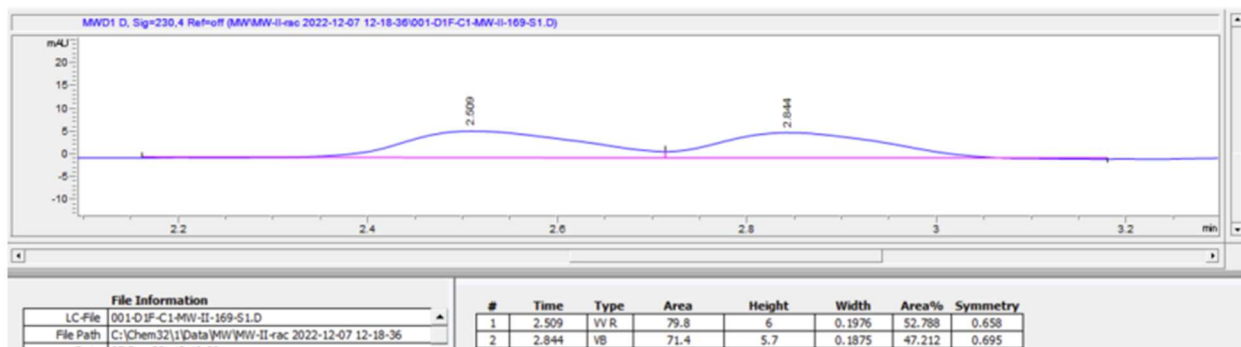 MWD1 D, Sig=230,4 Ref=off (MW\MW-II-rac 2022-12-07 12-18-36\001-D1F-C1-MW-II-169-S1.D)
mAU
20
15
10
5
0
-5
-10
2.509
2.844
2.2 2.4 2.6 2.8 3 3.2 min
File Information
LC-File 001-D1F-C1-MW-II-169-S1.D
File Path C:\Chem32\1\Data\MW\MW-II-rac 2022-12-07 12-18-36
# Time Type Area Height Width Area% Symmetry
1 2.509 VV R 79.8 6 0.1976 52.788 0.658
2 2.844 VB 71.4 5.7 0.1875 47.212 0.695